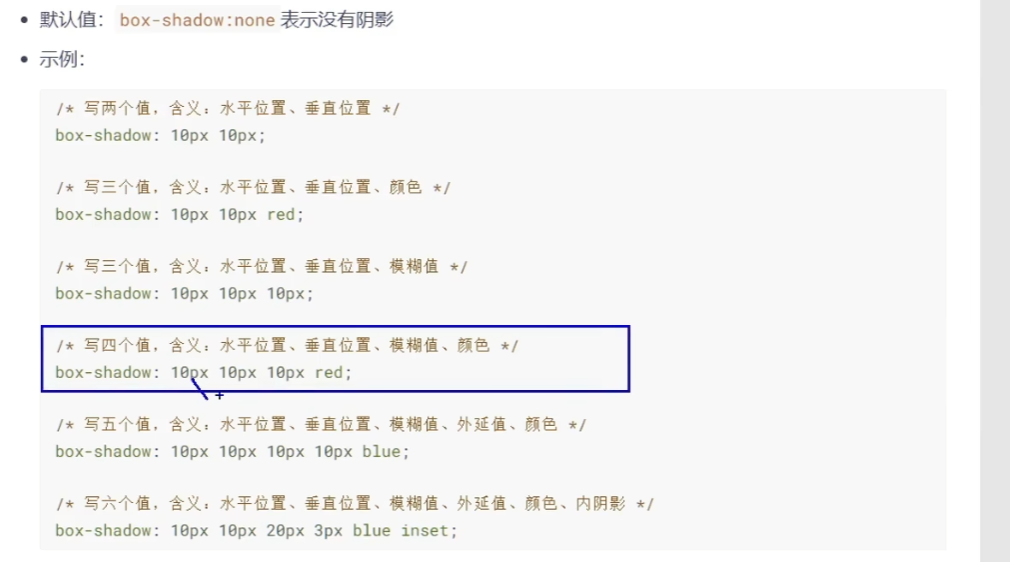 默认值：box-shadow:none 表示没有阴影
示例：
/* 写两个值，含义：水平位置、垂直位置 */
box-shadow: 10px 10px;
/* 写三个值，含义：水平位置、垂直位置、颜色 */
box-shadow: 10px 10px red;
/* 写三个值，含义：水平位置、垂直位置、模糊值 */
box-shadow: 10px 10px 10px;
/* 写四个值，含义：水平位置、垂直位置、模糊值、颜色 */
box-shadow: 10px 10px 10px red;
/* 写五个值，含义：水平位置、垂直位置、模糊值、外延值、颜色 */
box-shadow: 10px 10px 10px 10px blue;
/* 写六个值，含义：水平位置、垂直位置、模糊值、外延值、颜色、内阴影 */
box-shadow: 10px 10px 20px 3px blue inset;